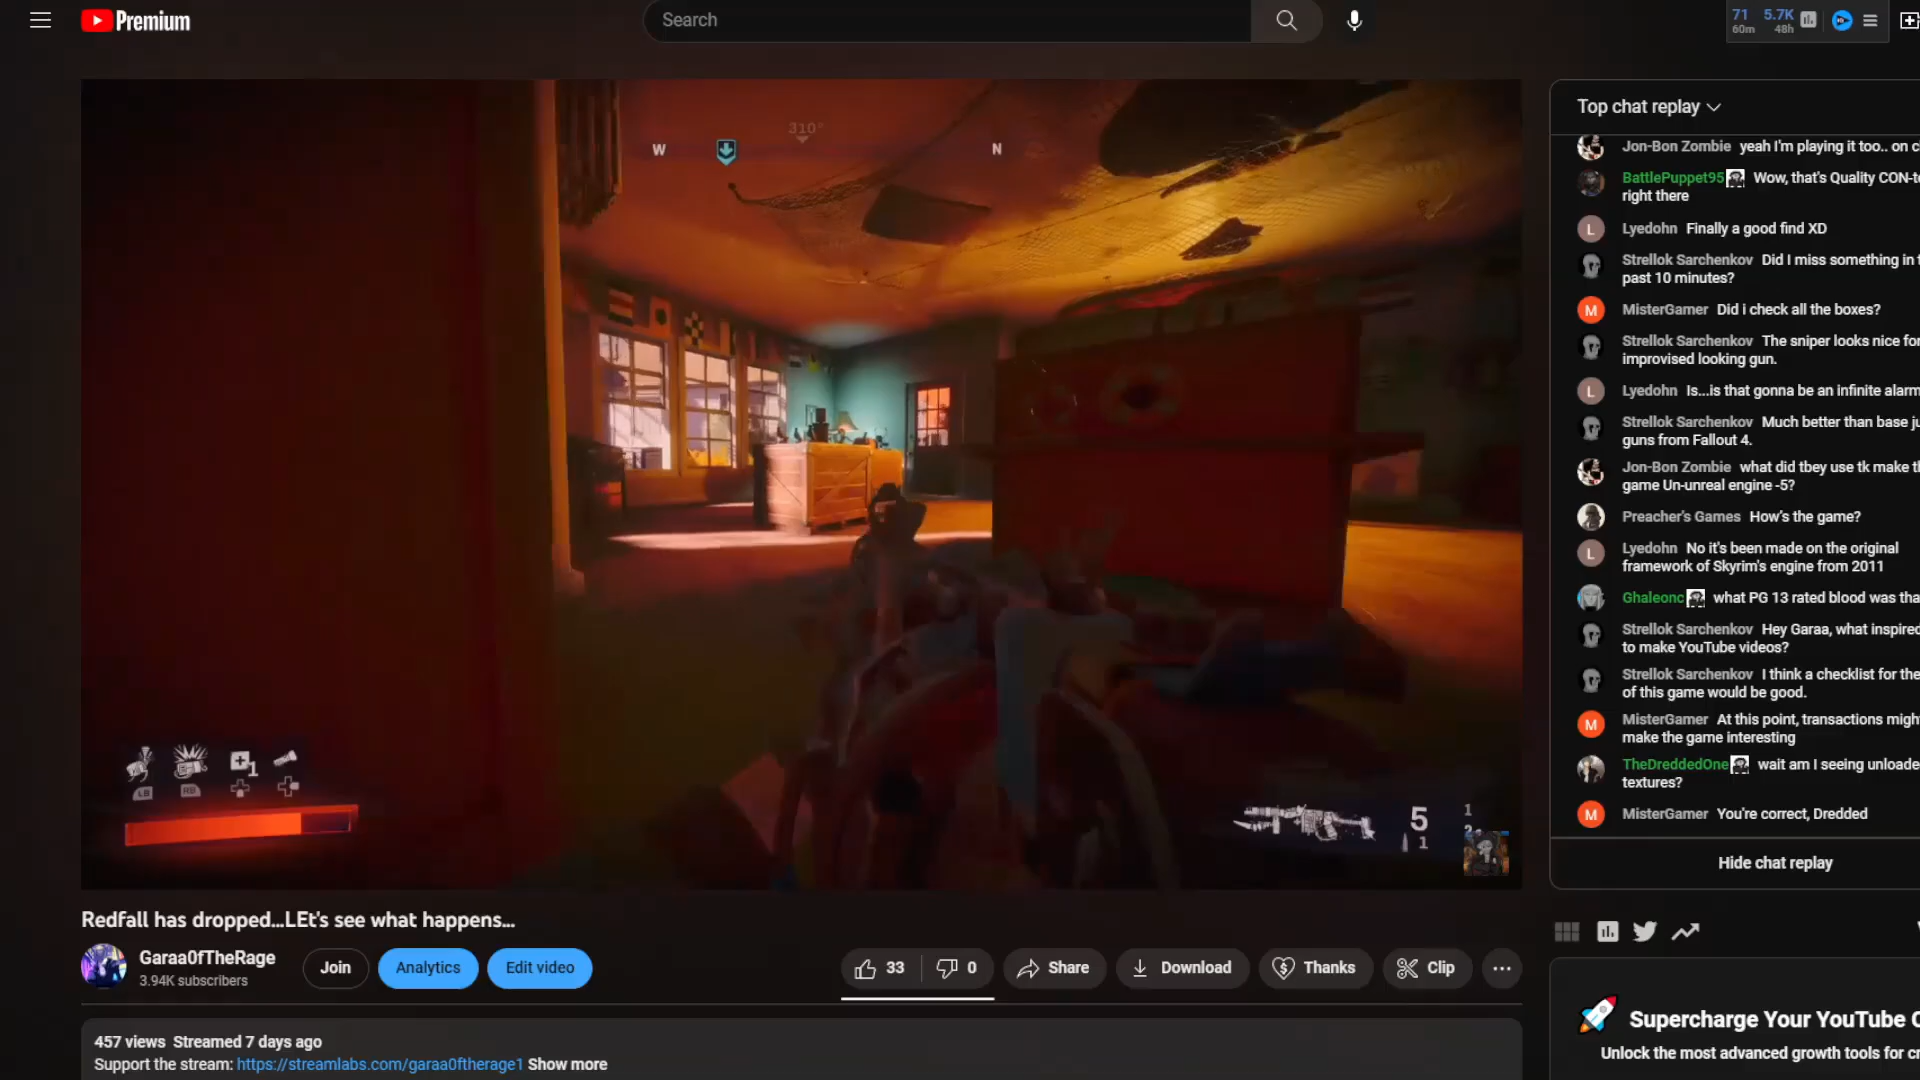 Premium
Search
71 5.7K
60m 48h
W
310°
N
LB
RB
1
5
1
1
2
Top chat replay
Jon-Bon Zombie yeah I'm playing it too.. on
BattlePuppet95 Wow, that's Quality
right there
Lyedohn Finally a good find XD
Strellok Sarchenkov Did I miss something in
past 10 minutes?
MisterGamer Did i check all the boxes?
Strellok Sarchenkov The sniper looks nice for
improvised looking gun.
Lyedohn Is...is that gonna be an infinite alarm
Strellok Sarchenkov Much better than base
guns from Fallout 4.
Jon-Bon Zombie what did tbey use tk make
game Un-unreal engine -5?
Preacher's Games How's the game?
Lyedohn No it's been made on the original
framework of Skyrim's engine from 2011
Ghaleonc what PG 13 rated blood was
Strellok Sarchenkov Hey Garaa, what inspired
to make YouTube videos?
Strellok Sarchenkov I think a checklist for the
of this game would be good.
MisterGamer At this point, transactions
make the game interesting
TheDreddedOne wait am I seeing
textures?
MisterGamer You're correct, Dredded
Hide chat replay
Redfall has dropped...LEt's see what happens...
Garaa0fTheRage
3.94K subscribers
Join
Analytics
Edit video
33
0
Share
Download
Thanks
Clip
457 views Streamed 7 days ago
Support the stream: https://streamlabs.com/garaa0ftherage1 Show more
Supercharge Your YouTube
Unlock the most advanced growth tools for